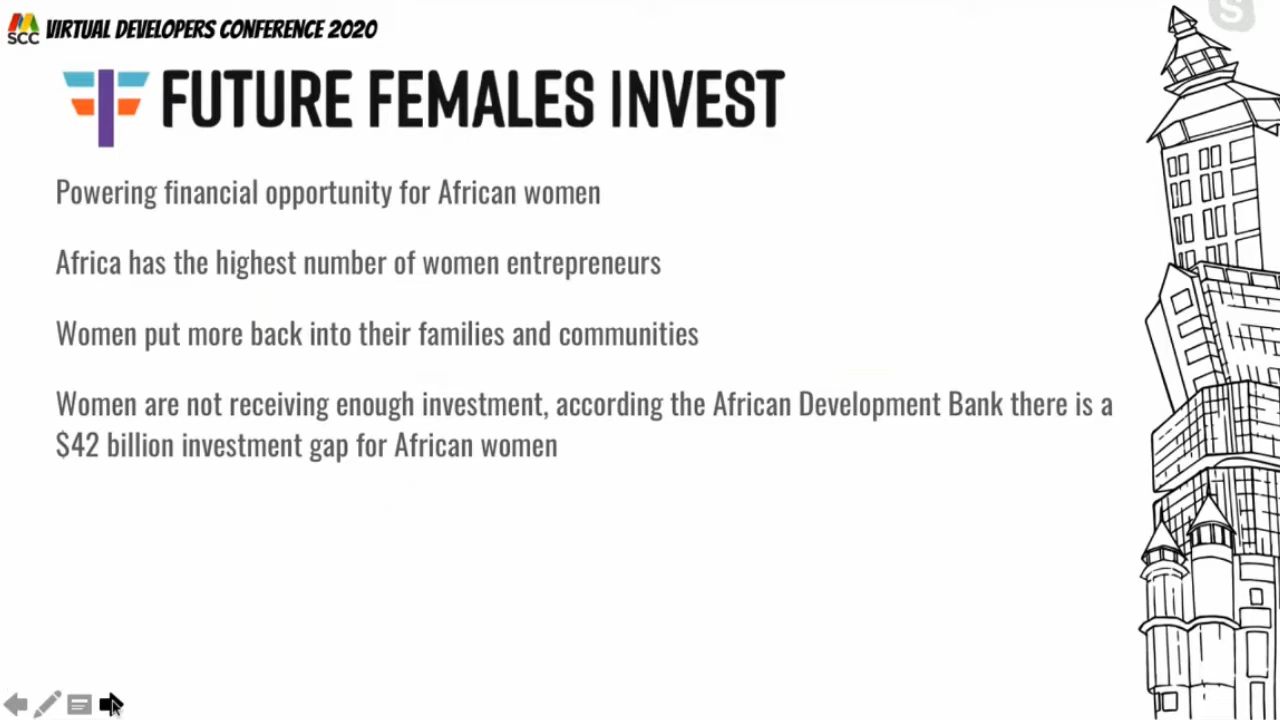 SCC VIRTUAL DEVELOPERS CONFERENCE 2020
FUTURE FEMALES INVEST
Powering financial opportunity for African women
Africa has the highest number of women entrepreneurs
Women put more back into their families and communities
Women are not receiving enough investment, according the African Development Bank there is a
$42 billion investment gap for African women